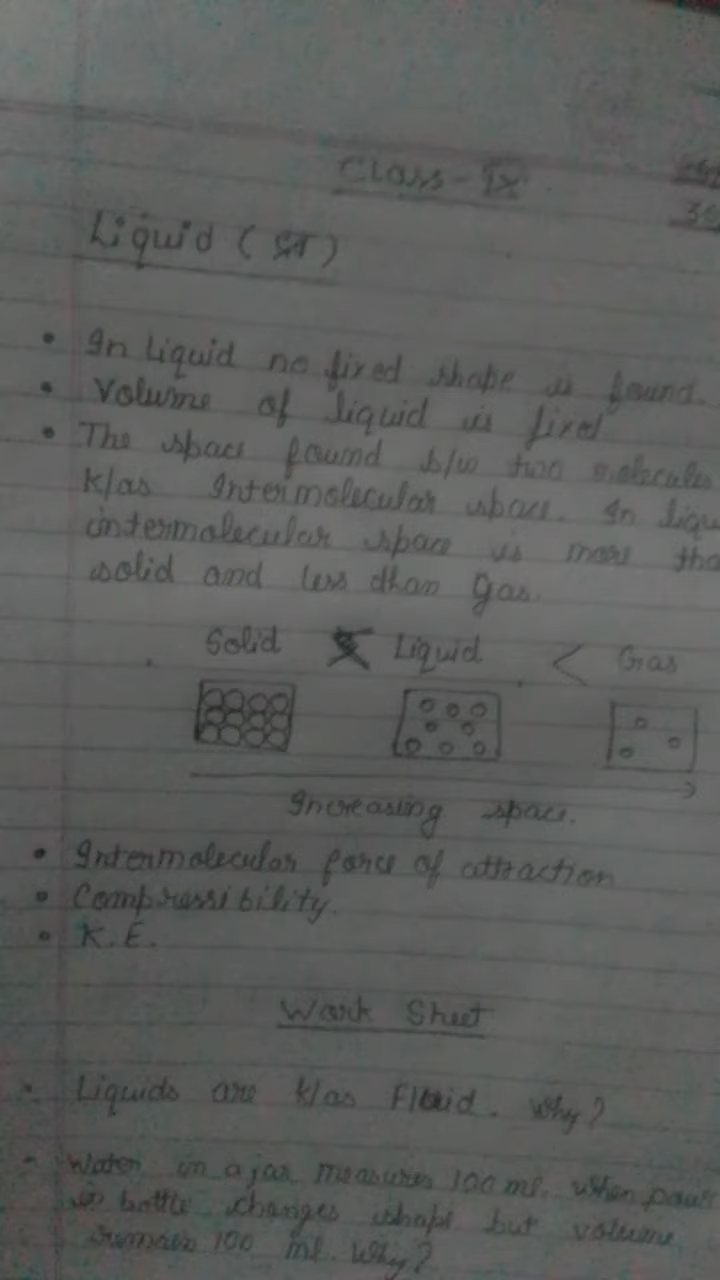 Class - IX
Liquid (द्रव)
• In Liquid no fixed shape is found.
• Volume of liquid is fixed
• The space found b/w two molecules
k/as Intermolecular space. In liqu
intermolecular space is more tha
solid and less than gas.
Solid < Liquid < Gas
Increasing space.
• Intermolecular force of attraction
• Compressibility.
• K.E.
Work Sheet
- Liquids are k/as Fluid. Why?
- Water in a jar measures 100 ml. when pour
in bottle changes shape but volume
remain 100 ml. Why?